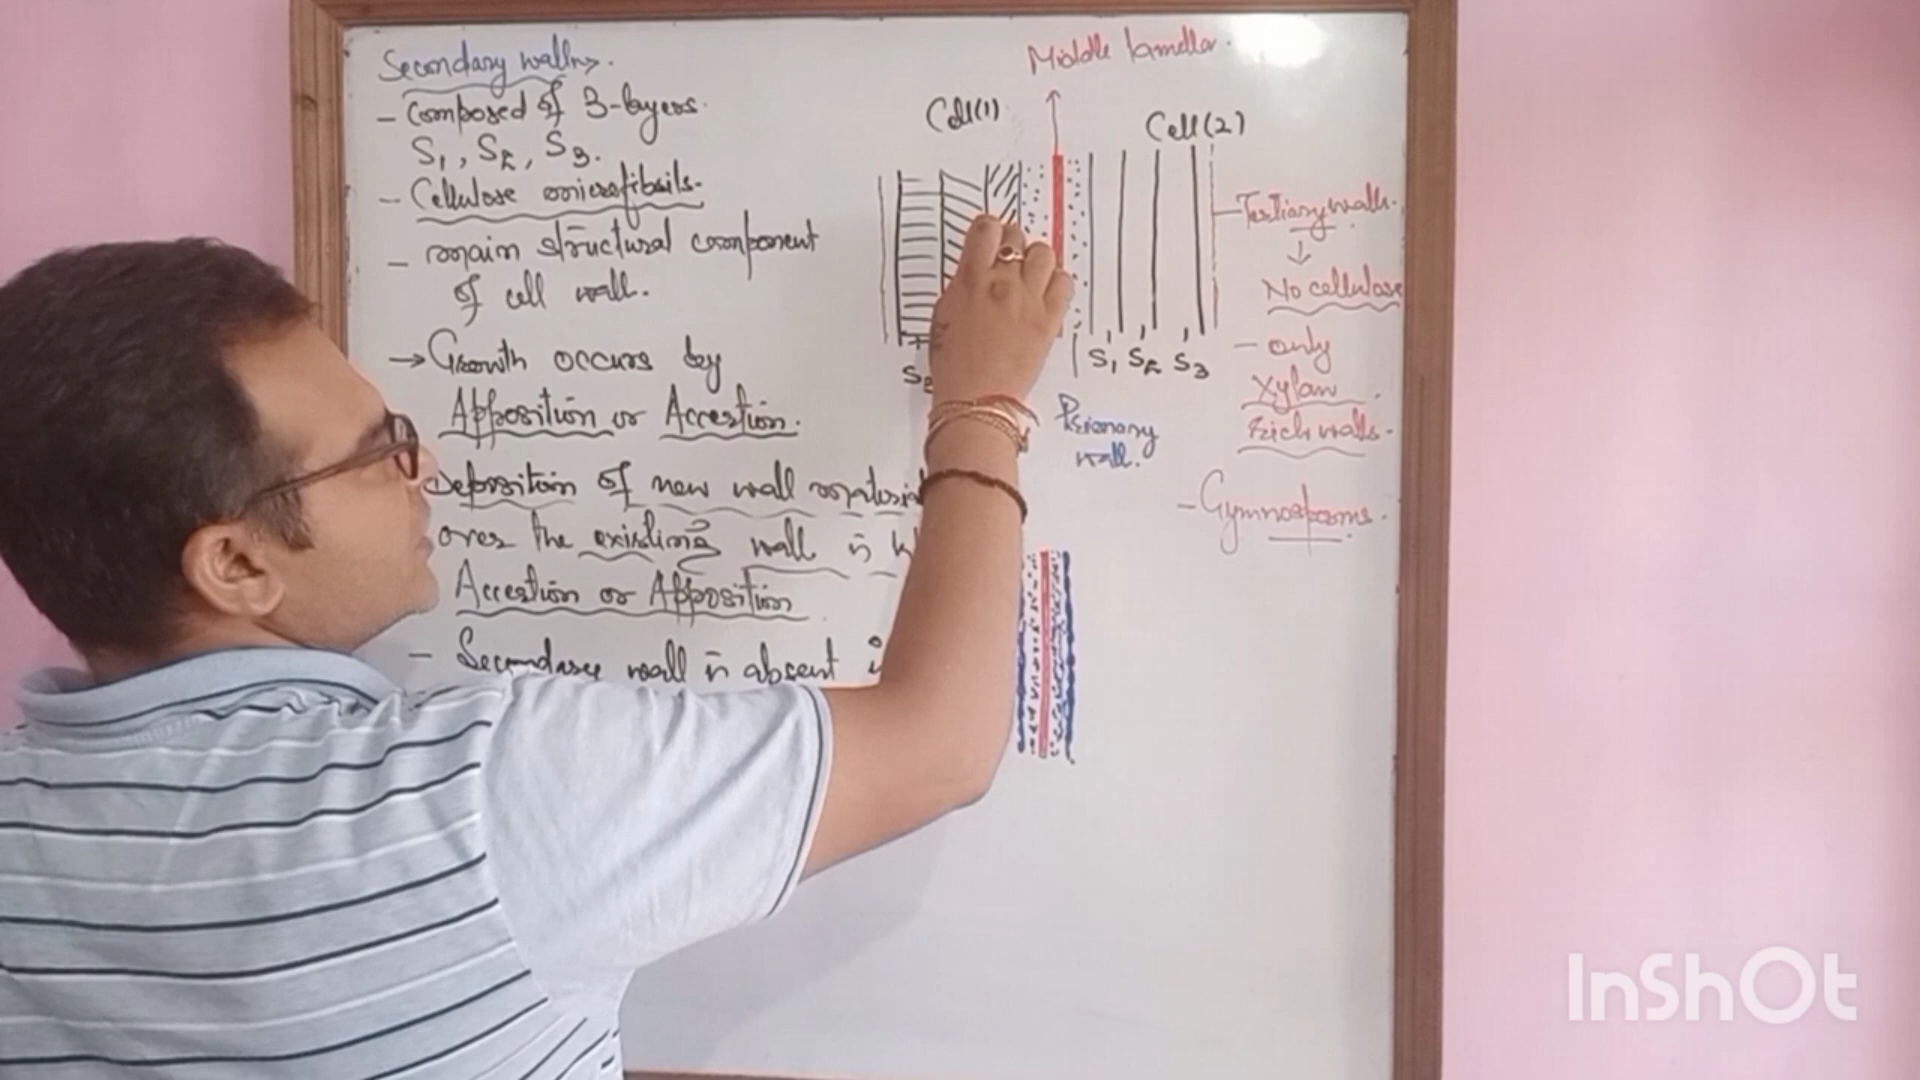 Secondary wall:-
- Composed of 3-layers.
S1, S2, S3.
- Cellulose microfibrils.
- main structural component
of cell wall.
→ Growth occurs by
Apposition or Accretion.
Deposition of new wall material
over the existing wall is
Accretion or Apposition
- Secondary wall is absent
Middle lamella.
Cell(1)
Cell(2)
S1 S2 S3
Primary
wall.
Tertiary walls.
↓
No cellulose
- only
Xylan
rich walls.
- Gymnosperms.
InShOt